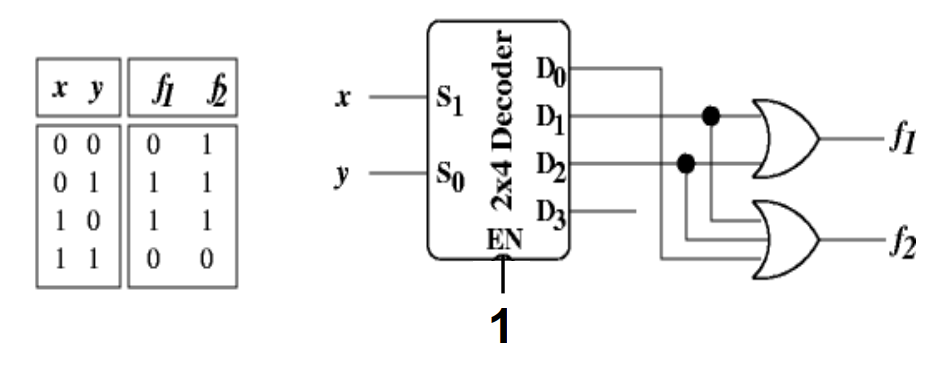 x y f1 f2
0 0 0 1
0 1 1 1
1 0 1 1
1 1 0 0
x
y
S1
S0
2x4 Decoder
EN
D0
D1
D2
D3
1
f1
f2